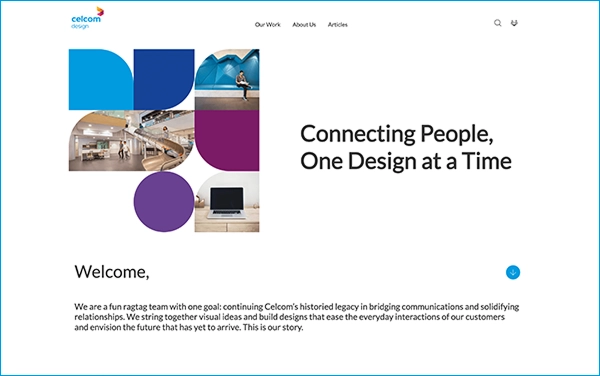 celcom
design
Our Work
About Us
Articles
Connecting People,
One Design at a Time
Welcome,
We are a fun ragtag team with one goal: continuing Celcom's historied legacy in bridging communications and solidifying
relationships. We string together visual ideas and build designs that ease the everyday interactions of our customers
and envision the future that has yet to arrive. This is our story.